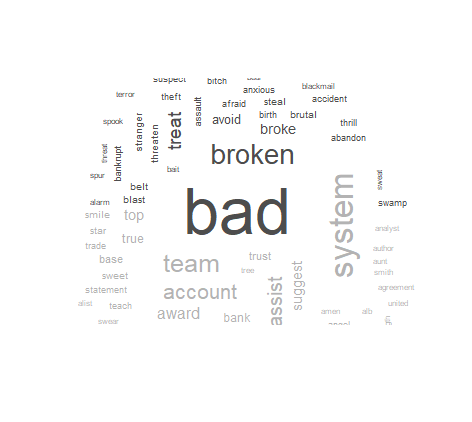 suspect
bitch
anxious
blackmail
terror
theft
assault
afraid
steal
accident
spook
stranger
threaten
treat
avoid
birth
brutal
thrill
broke
abandon
threat
bankrupt
broken
spur
bait
sweat
belt
alarm
blast
bad
system
swamp
smile
top
star
true
analyst
trade
team
trust
author
base
aunt
sweet
tree
suggest
smith
statement
account
assist
agreement
alist
teach
award
bank
united
amen
alb
swear
angel